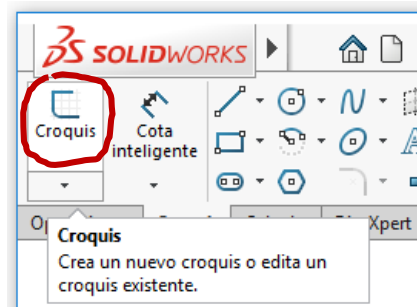 SOLIDWORKS
Croquis
Cota
inteligente
Xpert
Croquis
Crea un nuevo croquis o edita un
croquis existente.